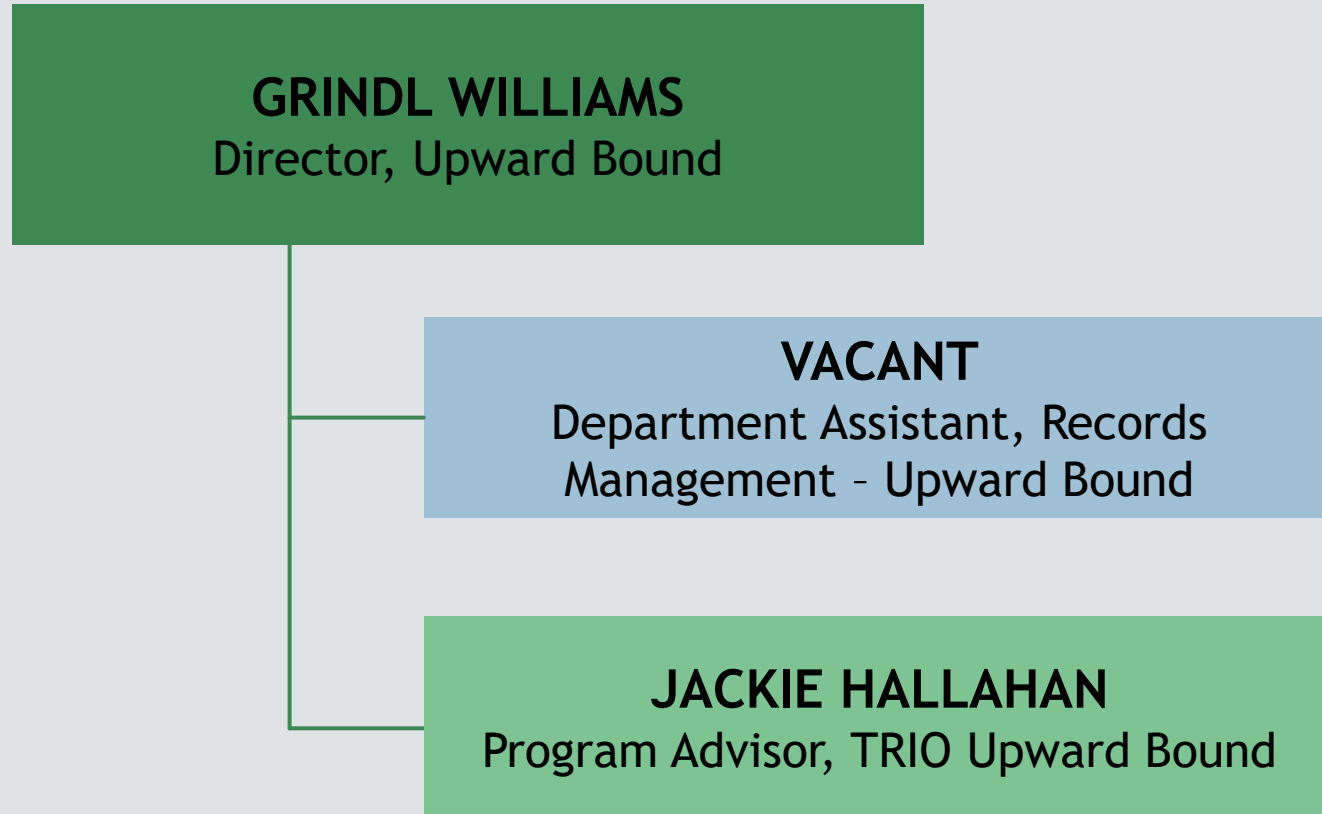 GRINDL WILLIAMS
Director, Upward Bound
VACANT
Department Assistant, Records
Management – Upward Bound
JACKIE HALLAHAN
Program Advisor, TRIO Upward Bound